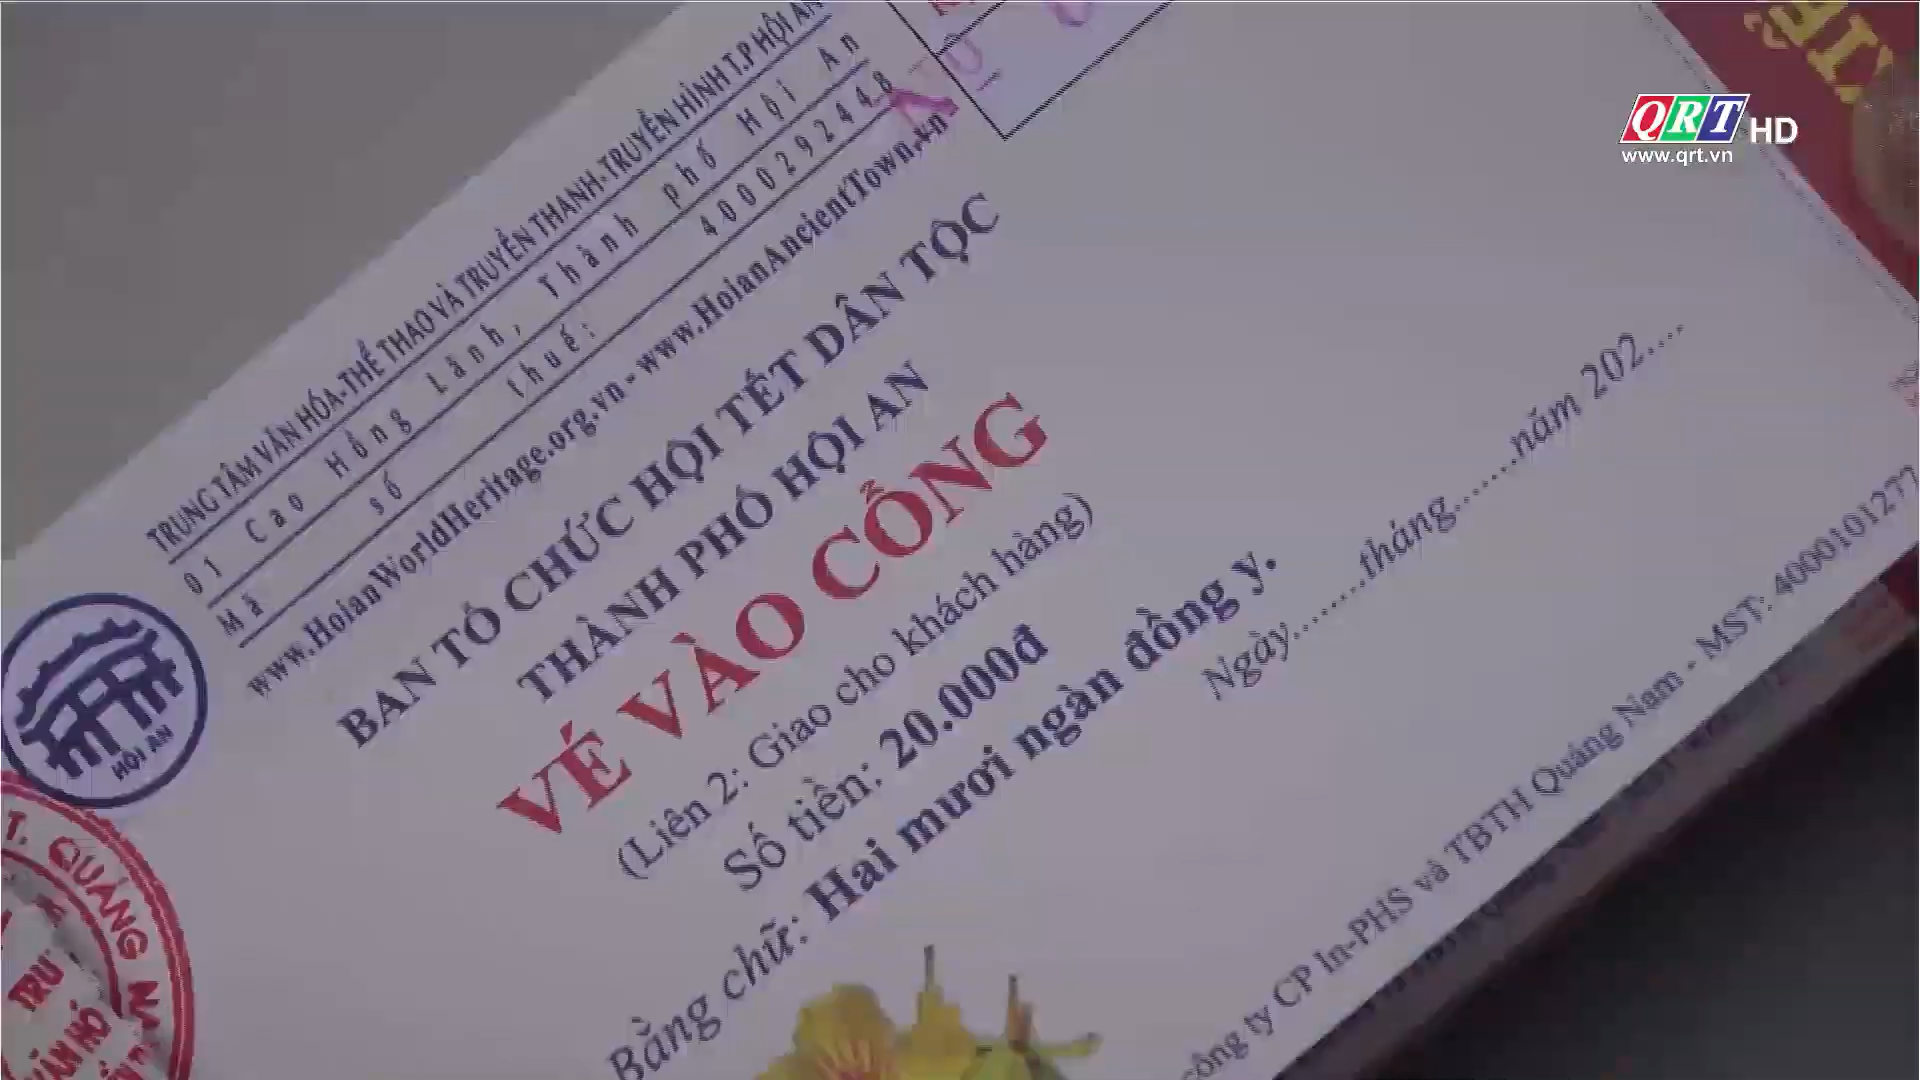 TRUNG TÂM VĂN HÓA-THỂ THAO VÀ TRUYỀN THANH-TRUYỀN HÌNH T.P HỘI AN
01 Cao Hồng Lành, Thành phố Hội An
Mã số thuế: 4000292448
www.HoianWorldHeritage.org.vn - www.HoianAncientTown.vn
BAN TỔ CHỨC HỘI TẾT DÂN TỘC
THÀNH PHỐ HỘI AN
VÉ VÀO CỔNG
(Liên 2: Giao cho khách hàng)
Số tiền: 20.000đ
Bằng chữ: Hai mươi ngàn đồng y.
Ngày........tháng.......năm 202....
công ty CP In-PHS và TBTH Quảng Nam - MST: 4000101277
HỘI AN
T. QUẢNG NA
QRT HD
www.qrt.vn